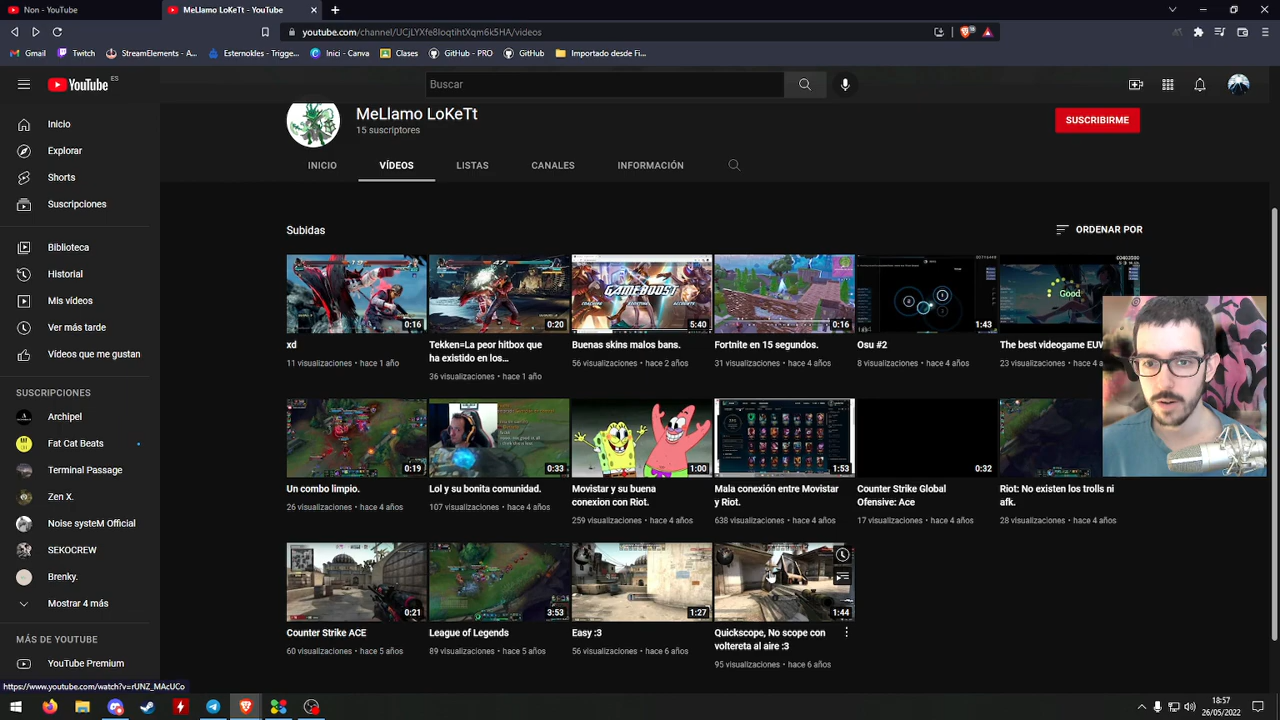 Non - YouTube
MeLlamo LoKeTt - YouTube
youtube.com/channel/UCjLYXfe8IoqtihtXqm6k5HA/videos
Gmail
Twitch
StreamElements - A...
Esternokles - Trigge...
Inici - Canva
Clases
GitHub - PRO
GitHub
Importado desde Fi...
YouTube ES
Buscar
Inicio
Explorar
Shorts
Suscripciones
Biblioteca
Historial
Mis vídeos
Ver más tarde
Vídeos que me gustan
SUSCRIPCIONES
Archipel
Fat Cat Beats
Terminal Passage
Zen X.
Noise systeM Official
SEKOCREW
Brenky.
Mostrar 4 más
MÁS DE YOUTUBE
YouTube Premium
MeLlamo LoKeTt
15 suscriptores
SUSCRIBIRME
INICIO
VÍDEOS
LISTAS
CANALES
INFORMACIÓN
Subidas
ORDENAR POR
0:16
xd
11 visualizaciones • hace 1 año
0:20
Tekken=La peor hitbox que
ha existido en los...
36 visualizaciones • hace 1 año
GAMEBOOST
5:40
Buenas skins malos bans.
56 visualizaciones • hace 2 años
0:16
Fortnite en 15 segundos.
31 visualizaciones • hace 4 años
1:43
Osu #2
8 visualizaciones • hace 4 años
Good
The best videogame EUW
23 visualizaciones • hace 4
0:19
Un combo limpio.
26 visualizaciones • hace 4 años
0:33
Lol y su bonita comunidad.
107 visualizaciones • hace 4 años
1:00
Movistar y su buena
conexion con Riot.
259 visualizaciones • hace 4 años
1:53
Mala conexión entre Movistar
y Riot.
638 visualizaciones • hace 4 años
0:32
Counter Strike Global
Offensive: Ace
17 visualizaciones • hace 4 años
Riot: No existen los trolls ni
afk.
28 visualizaciones • hace 4 años
0:21
Counter Strike ACE
60 visualizaciones • hace 5 años
3:53
League of Legends
89 visualizaciones • hace 5 años
1:27
Easy :3
56 visualizaciones • hace 6 años
1:44
Quickscope, No scope con
voltereta al aire :3
95 visualizaciones • hace 6 años
https://www.youtube.com/watch?v=rUNZ_MAcUCo
18:57
26/05/2022